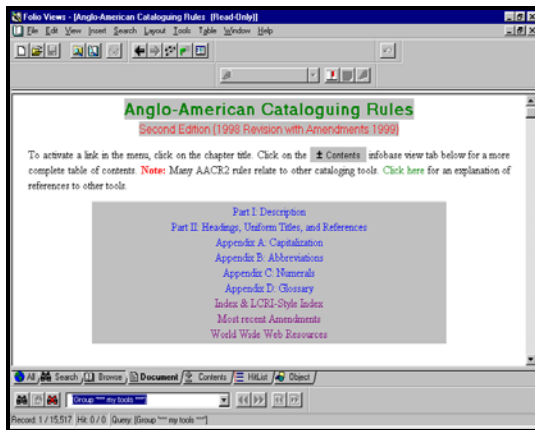 Folio Views - [Anglo-American Cataloguing Rules [Read-Only]]
File Edit View Insert Search Layout Tools Table Window Help
Anglo-American Cataloguing Rules
Second Edition (1998 Revision with Amendments 1999)
To activate a link in the menu, click on the chapter title. Click on the ± Contents infobase view tab below for a more
complete table of contents. Note: Many AACR2 rules relate to other cataloging tools. Click here for an explanation of
references to other tools.
Part I: Description
Part II: Headings, Uniform Titles, and References
Appendix A: Capitalization
Appendix B: Abbreviations
Appendix C: Numerals
Appendix D: Glossary
Index & LCRI-Style Index
Most recent Amendments
World Wide Web Resources
All Search Browse Document Contents HitList Object
[Group "*** my tools ***"]
Record: 1 / 15,517 Hit: 0 / 0 Query: [Group "*** my tools ***"]